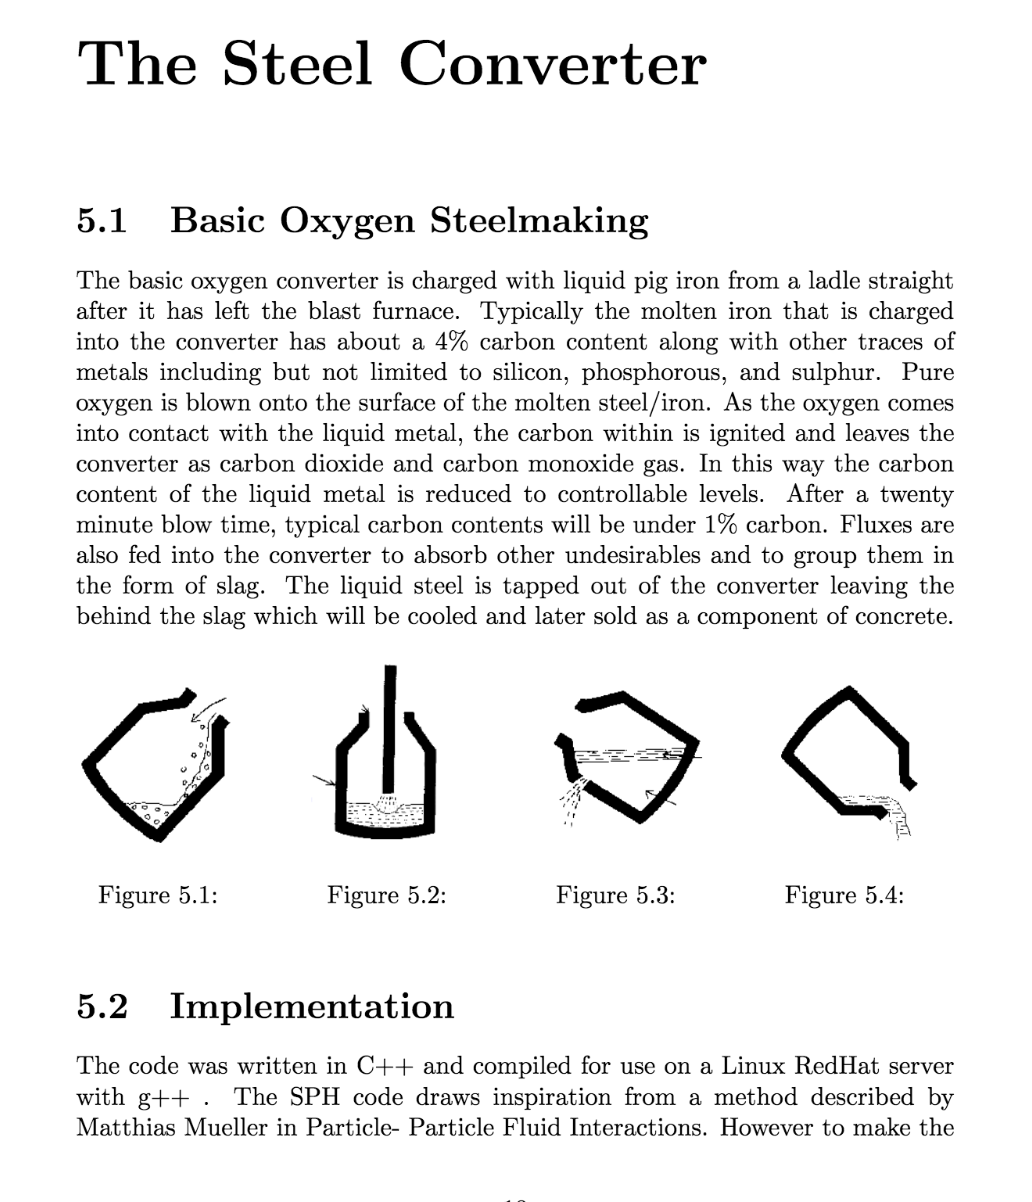 The Steel Converter
5.1 Basic Oxygen Steelmaking
The basic oxygen converter is charged with liquid pig iron from a ladle straight
after it has left the blast furnace. Typically the molten iron that is charged
into the converter has about a 4% carbon content along with other traces of
metals including but not limited to silicon, phosphorous, and sulphur. Pure
oxygen is blown onto the surface of the molten steel/iron. As the oxygen comes
into contact with the liquid metal, the carbon within is ignited and leaves the
converter as carbon dioxide and carbon monoxide gas. In this way the carbon
content of the liquid metal is reduced to controllable levels. After a twenty
minute blow time, typical carbon contents will be under 1% carbon. Fluxes are
also fed into the converter to absorb other undesirables and to group them in
the form of slag. The liquid steel is tapped out of the converter leaving the
behind the slag which will be cooled and later sold as a component of concrete.
Figure 5.1: Figure 5.2: Figure 5.3: Figure 5.4:
5.2 Implementation
The code was written in C++ and compiled for use on a Linux RedHat server
with g++ . The SPH code draws inspiration from a method described by
Matthias Mueller in Particle- Particle Fluid Interactions. However to make the